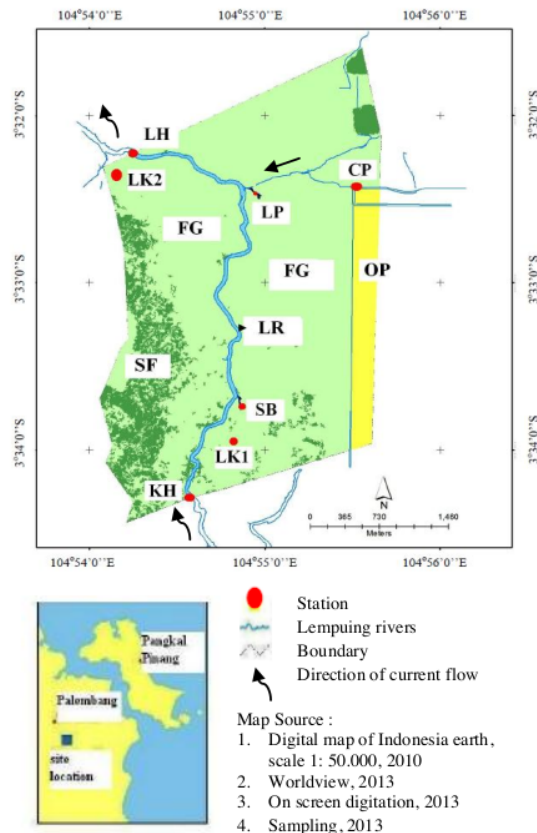 104°54'0"E
104°55'0"E
104°56'0"E
3°32'0"S
3°33'0"S
3°34'0"S
3°32'0"S
3°33'0"S
3°34'0"S
LH
LK2
CP
LP
FG
FG
OP
LR
SF
SB
LK1
KH
N
0 365 730 1,460
Meters
104°54'0"E
104°55'0"E
104°56'0"E
Pangkal
Pinang
Palembang
site
location
Station
Lempuing rivers
Boundary
Direction of current flow
Map Source :
1. Digital map of Indonesia earth,
scale 1: 50.000, 2010
2. Worldview, 2013
3. On screen digitation, 2013
4. Sampling, 2013